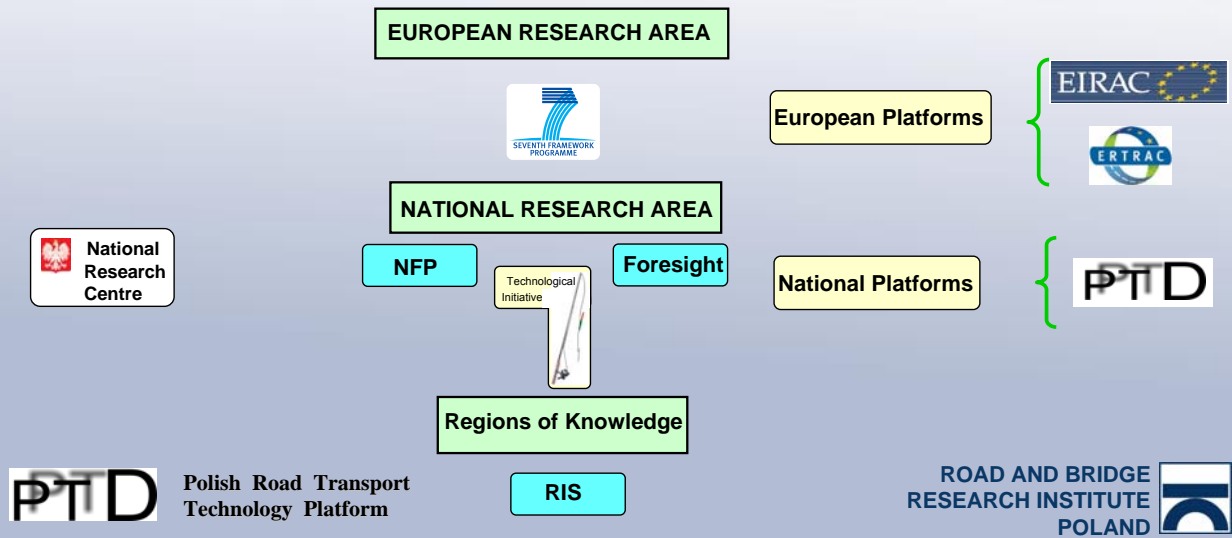 EUROPEAN RESEARCH AREA
SEVENTH FRAMEWORK
PROGRAMME
European Platforms
EIRAC
ERTRAC
NATIONAL RESEARCH AREA
National
Research
Centre
NFP
Technological
Initiative
Foresight
National Platforms
PTD
Regions of Knowledge
PTD
Polish Road Transport
Technology Platform
RIS
ROAD AND BRIDGE
RESEARCH INSTITUTE
POLAND